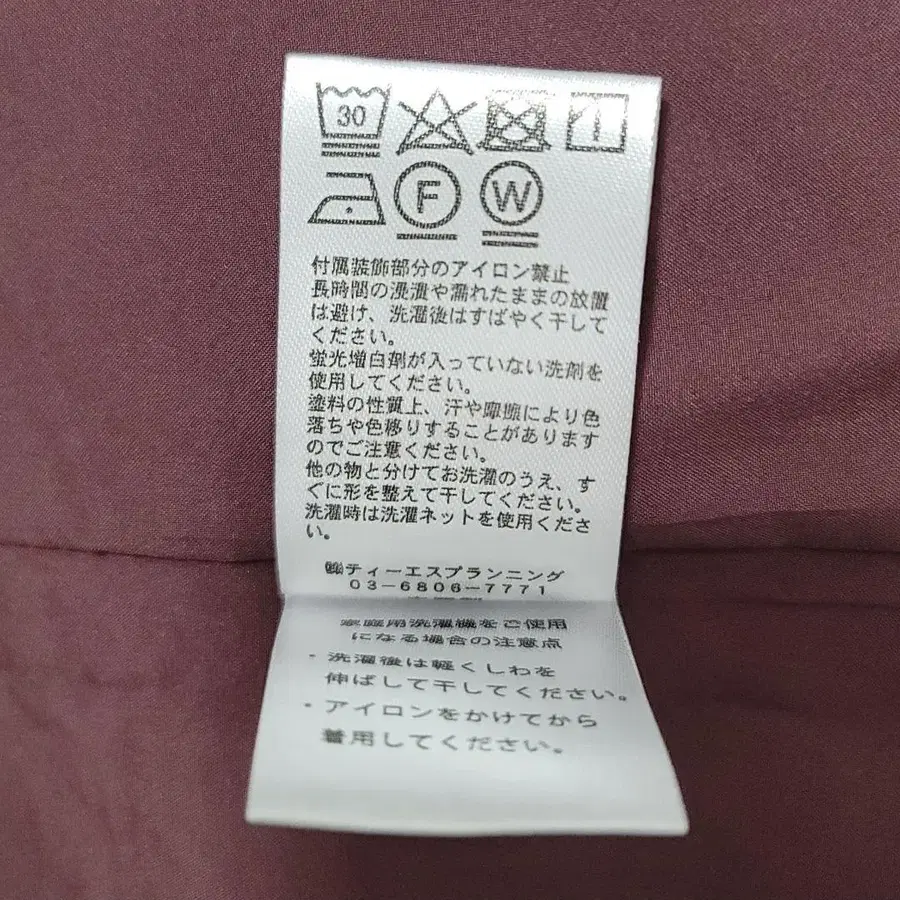 30
F
W
付属装飾部分のアイロン禁止
長時間の浸漬や濡れたままの放置
は避け、洗濯後はすばやく干して
ください。
蛍光増白剤が入っていない洗剤を
使用してください。
塗料の性質上、汗や摩擦により色
落ちや色移りすることがあります
のでご注意ください。
他の物と分けてお洗濯のうえ、す
ぐに形を整えて干してください。
洗濯時は洗濯ネットを使用くださ
い。
㈱ティーエスプランニング
03-6806-7771
家庭用洗濯機をご使用
になる場合の注意点
・洗濯後は軽くしわを
伸ばして干してください。
・アイロンをかけてから
着用してください。